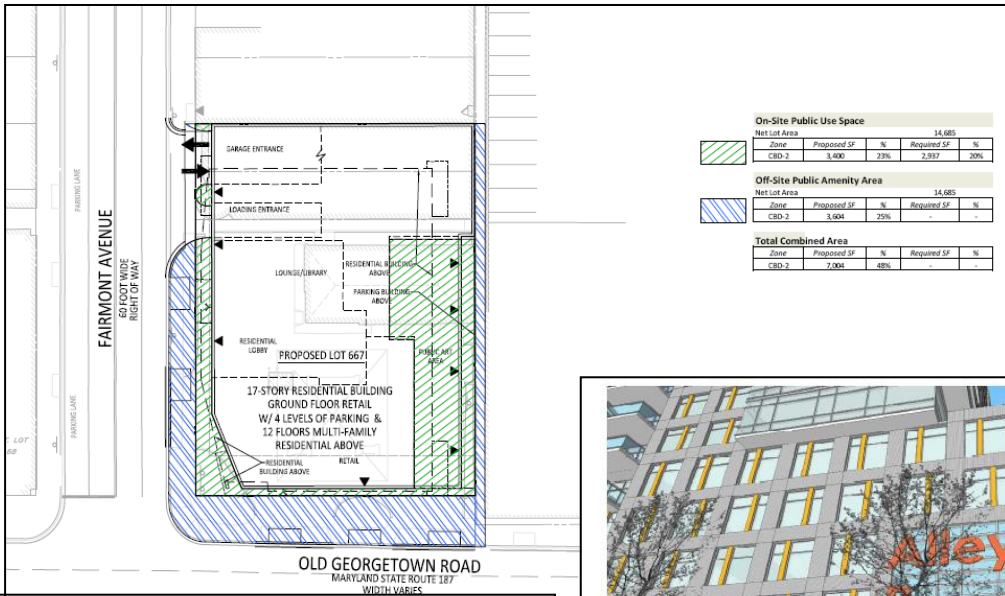 GARAGE ENTRANCE
LOADING ENTRANCE
LOUNGE/LIBRARY
RESIDENTIAL BUILDING
ABOVE
PARKING BUILDING
ABOVE
RESIDENTIAL
LOBBY
PROPOSED LOT 667
PUBLIC ART
AREA
17-STORY RESIDENTIAL BUILDING
GROUND FLOOR RETAIL
W/ 4 LEVELS OF PARKING &
12 FLOORS MULTI-FAMILY
RESIDENTIAL ABOVE
RETAIL
RESIDENTIAL
BUILDING ABOVE
PARKING LANE
FAIRMONT AVENUE
60 FOOT WIDE
RIGHT OF WAY
PARKING LANE
LOT
68
OLD GEORGETOWN ROAD
MARYLAND STATE ROUTE 187
WIDTH VARIES
On-Site Public Use Space
Net Lot Area 14,685
Zone Proposed SF % Required SF %
CBD-2 3,400 23% 2,937 20%
Off-Site Public Amenity Area
Net Lot Area 14,685
Zone Proposed SF % Required SF %
CBD-2 3,604 25% - -
Total Combined Area
Zone Proposed SF % Required SF %
CBD-2 7,004 48% - -
Alley